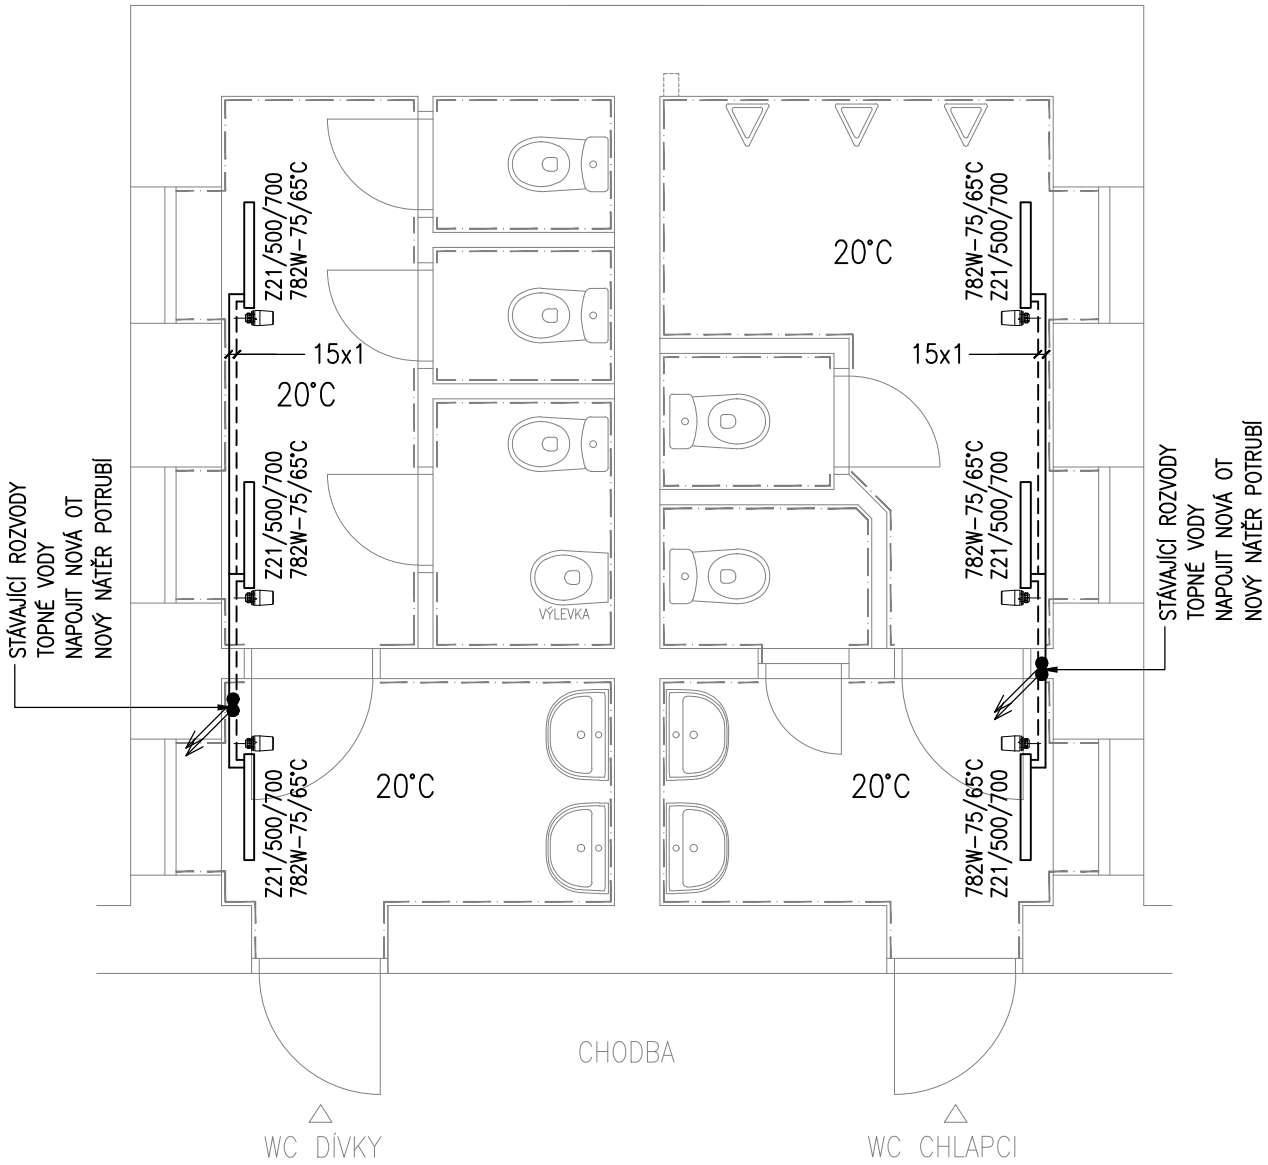 Z21/500/700
782W-75/65°C
782W-75/65°C
Z21/500/700
20°C
15x1
15x1
20°C
Z21/500/700
782W-75/65°C
782W-75/65°C
Z21/500/700
STÁVAJÍCÍ ROZVODY
TOPNÉ VODY
NAPOJIT NOVÁ OT
NOVÝ NÁTĚR POTRUBÍ
STÁVAJÍCÍ ROZVODY
TOPNÉ VODY
NAPOJIT NOVÁ OT
NOVÝ NÁTĚR POTRUBÍ
VÝLEVKA
20°C
20°C
Z21/500/700
782W-75/65°C
782W-75/65°C
Z21/500/700
CHODBA
WC DÍVKY
WC CHLAPCI